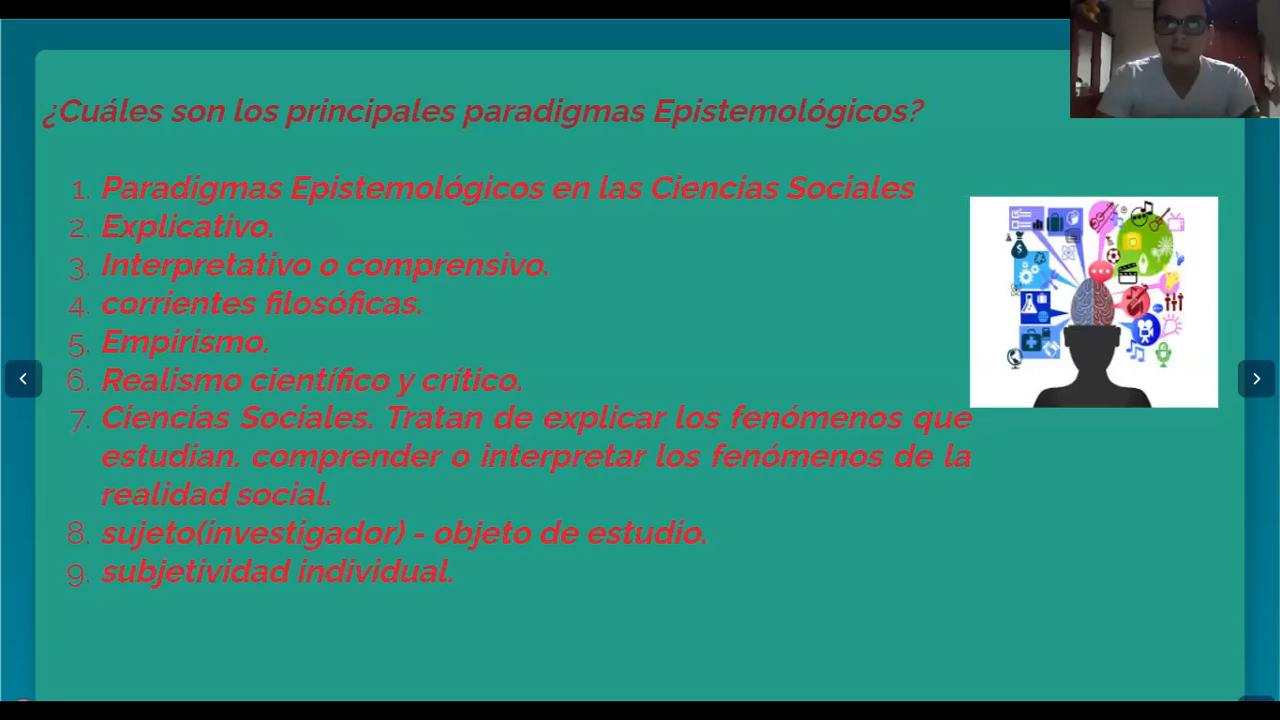 ¿Cuáles son los principales paradigmas Epistemológicos?
1. Paradigmas Epistemológicos en las Ciencias Sociales
2. Explicativo.
3. Interpretativo o comprensivo.
4. corrientes filosóficas.
5. Empirismo.
6. Realismo científico y crítico.
7. Ciencias Sociales. Tratan de explicar los fenómenos que
estudian. comprender o interpretar los fenómenos de la
realidad social.
8. sujeto(investigador) - objeto de estudio.
9. subjetividad individual.